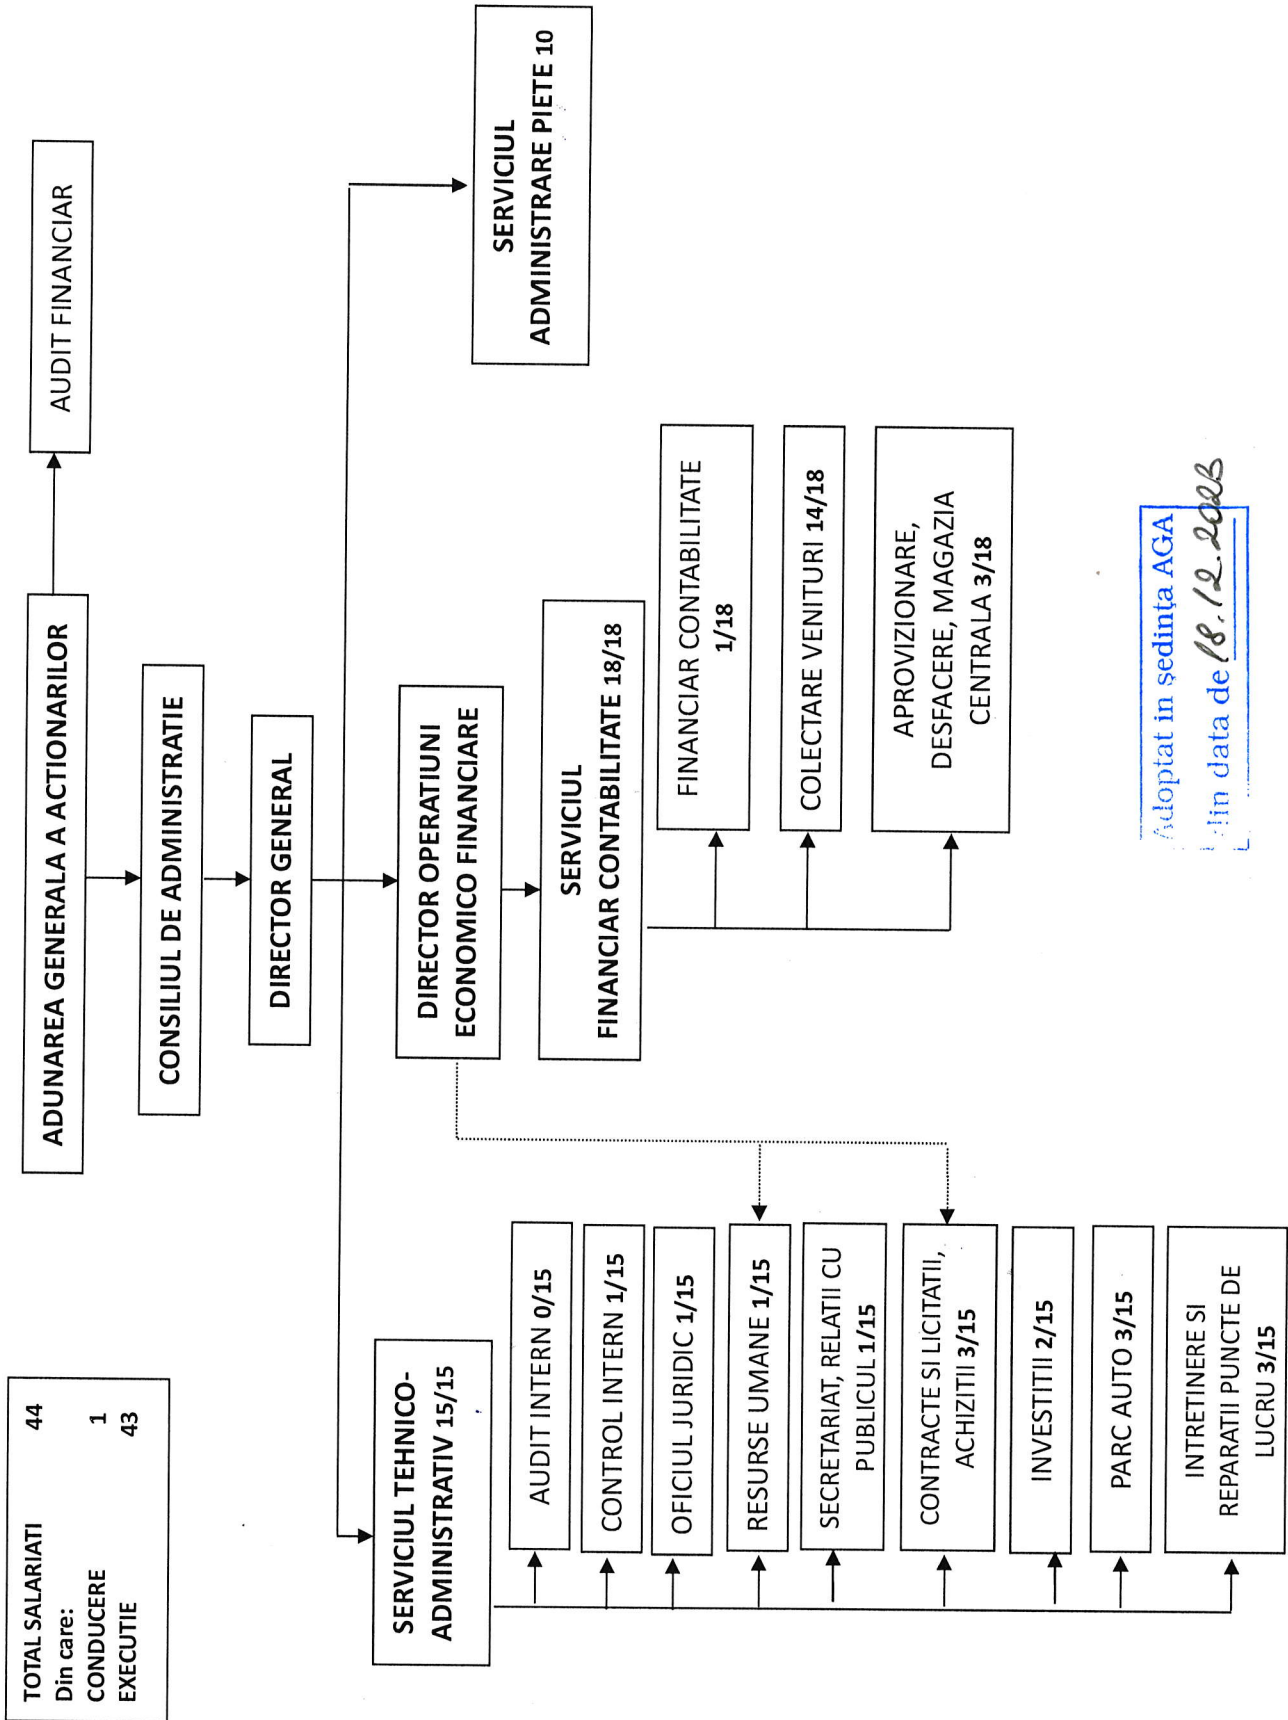 TOTAL SALARIATI 44
Din care:
CONDUCERE 1
EXECUTIE 43
ADUNAREA GENERALA A ACTIONARILOR
AUDIT FINANCIAR
CONSILIUL DE ADMINISTRATIE
DIRECTOR GENERAL
SERVICIUL TEHNICO-
ADMINISTRATIV 15/15
AUDIT INTERN 0/15
CONTROL INTERN 1/15
OFICIUL JURIDIC 1/15
RESURSE UMANE 1/15
SECRETARIAT, RELATII CU
PUBLICUL 1/15
CONTRACTE SI LICITATII,
ACHIZITII 3/15
INVESTITII 2/15
PARC AUTO 3/15
INTRETINERE SI
REPARATII PUNCTE DE
LUCRU 3/15
DIRECTOR OPERATIUNI
ECONOMICO FINANCIARE
SERVICIUL
FINANCIAR CONTABILITATE 18/18
FINANCIAR CONTABILITATE
1/18
COLECTARE VENITURI 14/18
APROVIZIONARE,
DESFACERE, MAGAZIA
CENTRALA 3/18
SERVICIUL
ADMINISTRARE PIETE 10
Adoptat in ședința AGA
din data de 18.12.2023